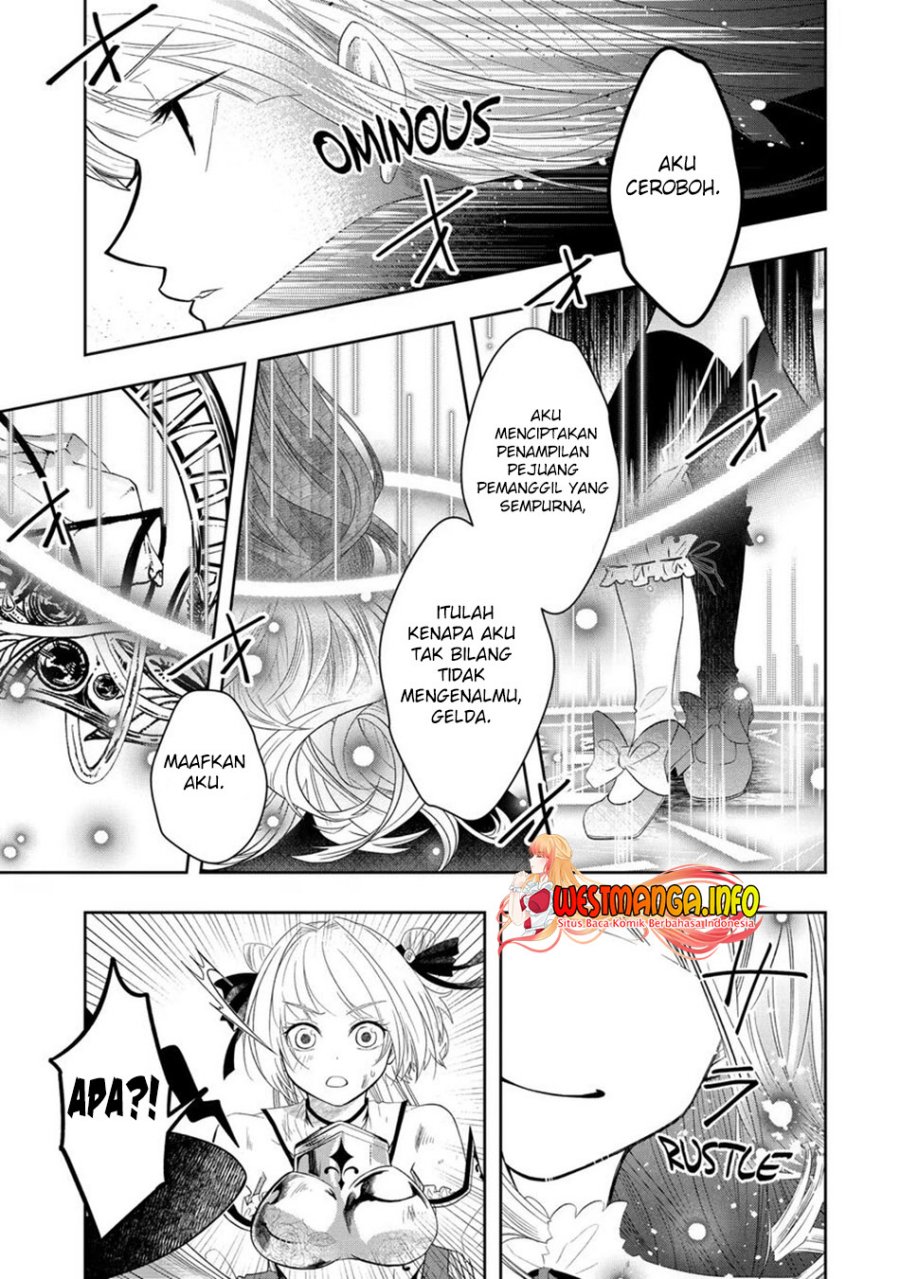 OMINOUS
AKU
CEROBOH.
AKU
MENCIPTAKAN
PENAMPILAN
PEJUANG
PEMANGGIL YANG
SEMPURNA,
ITULAH
KENAPA AKU
TAK BILANG
TIDAK
MENGENALMU,
GELDA.
MAAFKAN
AKU.
WESTMANGA.INFO
Situs Baca Komik Berbahasa Indonesia
RUSTLE
APA?!